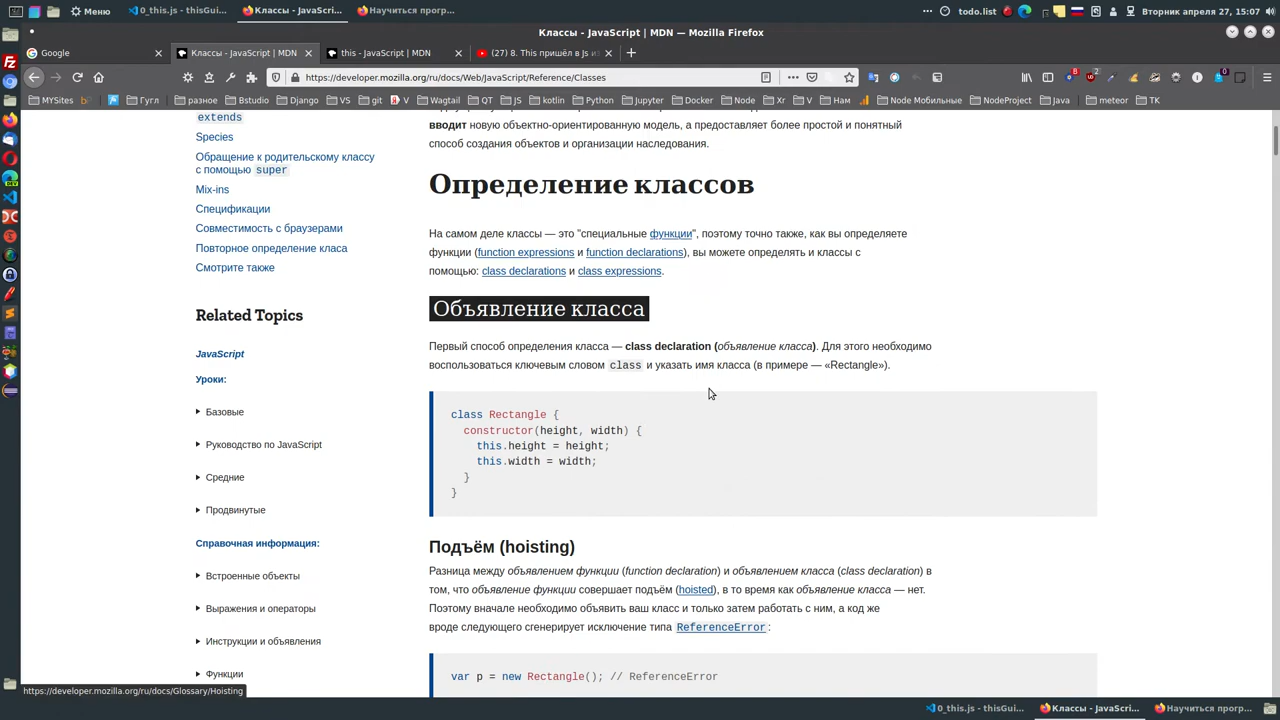 Меню
0_this.js - thisGui...
Классы - JavaScri...
Научиться прогр...
todo.list
Вторник апреля 27, 15:07
Классы - JavaScript | MDN — Mozilla Firefox
Google
Классы - JavaScript | MDN
this - JavaScript | MDN
(27) 8. This пришёл в Js из
https://developer.mozilla.org/ru/docs/Web/JavaScript/Reference/Classes
MYSites
Гугл
разное
Bstudio
Django
VS
git
V
Wagtail
QT
JS
kotlin
Python
Jupyter
Docker
Node
Xr
V
Нам
Node Мобильные
NodeProject
Java
meteor
ТК
extends
Species
Обращение к родительскому классу
с помощью super
Mix-ins
Спецификации
Совместимость с браузерами
Повторное определение класа
Смотрите также
Related Topics
JavaScript
Уроки:
Базовые
Руководство по JavaScript
Средние
Продвинутые
Справочная информация:
Встроенные объекты
Выражения и операторы
Инструкции и объявления
Функции
https://developer.mozilla.org/ru/docs/Glossary/Hoisting
вводит новую объектно-ориентированную модель, а предоставляет более простой и понятный
способ создания объектов и организации наследования.
Определение классов
На самом деле классы — это "специальные функции", поэтому точно также, как вы определяете
функции (function expressions и function declarations), вы можете определять и классы с
помощью: class declarations и class expressions.
Объявление класса
Первый способ определения класса — class declaration (объявление класса). Для этого необходимо
воспользоваться ключевым словом class и указать имя класса (в примере — «Rectangle»).
class Rectangle {
constructor(height, width) {
this.height = height;
this.width = width;
}
}
Подъём (hoisting)
Разница между объявлением функции (function declaration) и объявлением класса (class declaration) в
том, что объявление функции совершает подъём (hoisted), в то время как объявление класса — нет.
Поэтому вначале необходимо объявить ваш класс и только затем работать с ним, а код же
вроде следующего сгенерирует исключение типа ReferenceError:
var p = new Rectangle(); // ReferenceError
0_this.js - thisGui...
Классы - JavaScri...
Научиться прогр...